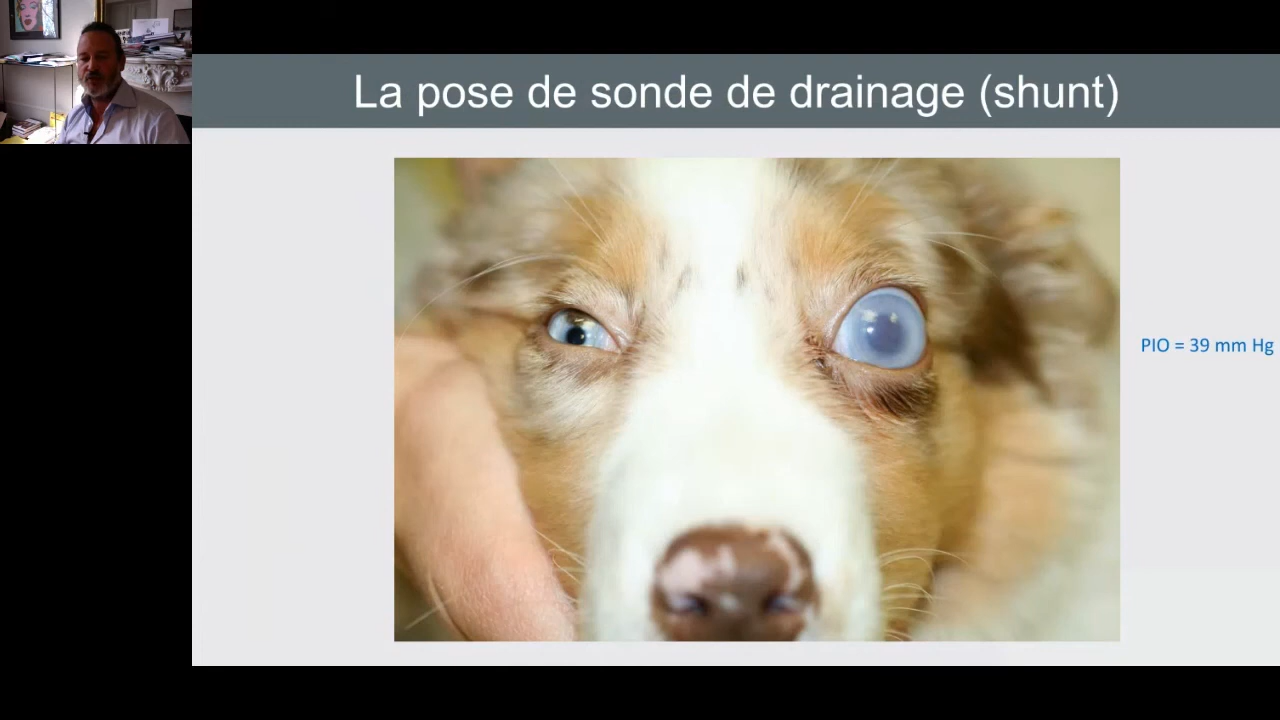 La pose de sonde de drainage (shunt)
PIO = 39 mm Hg